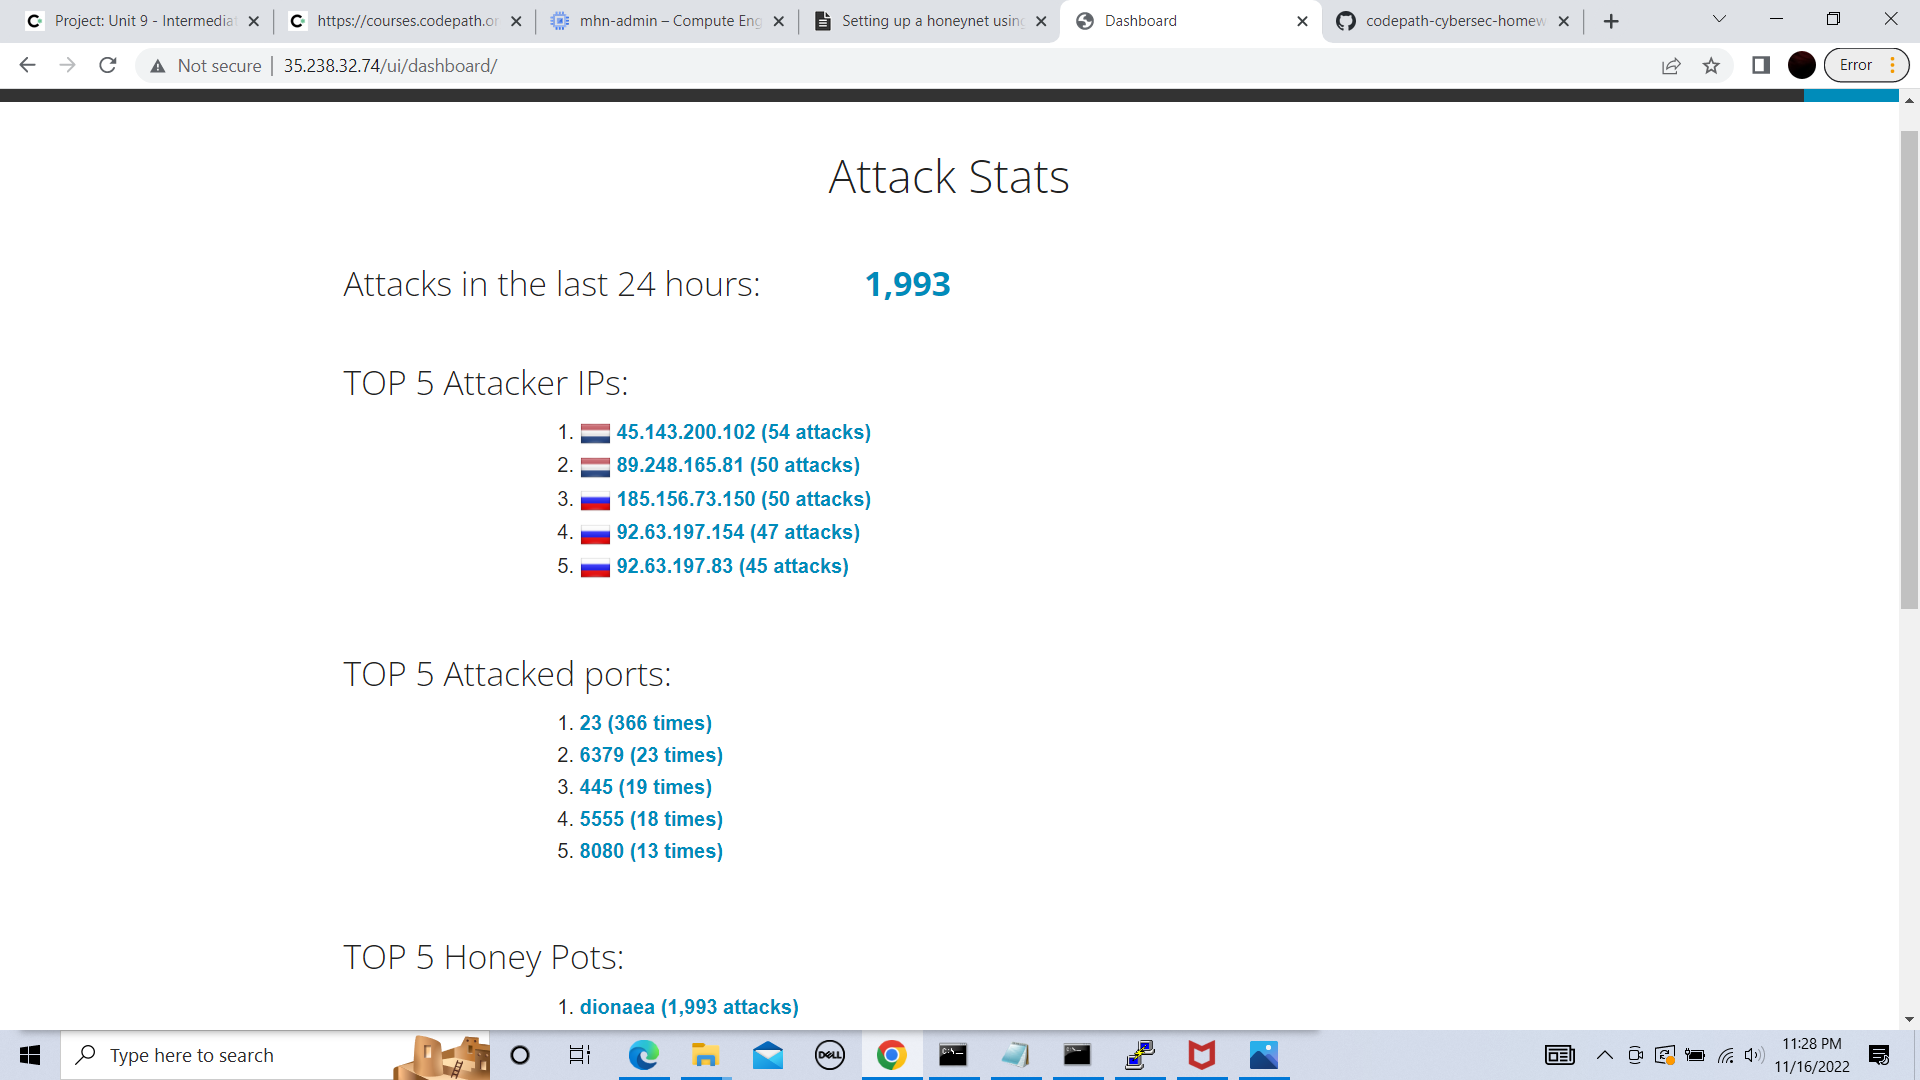 Project: Unit 9 - Intermediat
https://courses.codepath.or
mhn-admin – Compute Eng
Setting up a honeynet using
Dashboard
codepath-cybersec-homew
Not secure
35.238.32.74/ui/dashboard/
Error
Attack Stats
Attacks in the last 24 hours: 1,993
TOP 5 Attacker IPs:
1. 45.143.200.102 (54 attacks)
2. 89.248.165.81 (50 attacks)
3. 185.156.73.150 (50 attacks)
4. 92.63.197.154 (47 attacks)
5. 92.63.197.83 (45 attacks)
TOP 5 Attacked ports:
1. 23 (366 times)
2. 6379 (23 times)
3. 445 (19 times)
4. 5555 (18 times)
5. 8080 (13 times)
TOP 5 Honey Pots:
1. dionaea (1,993 attacks)
Type here to search
DELL
11:28 PM
11/16/2022